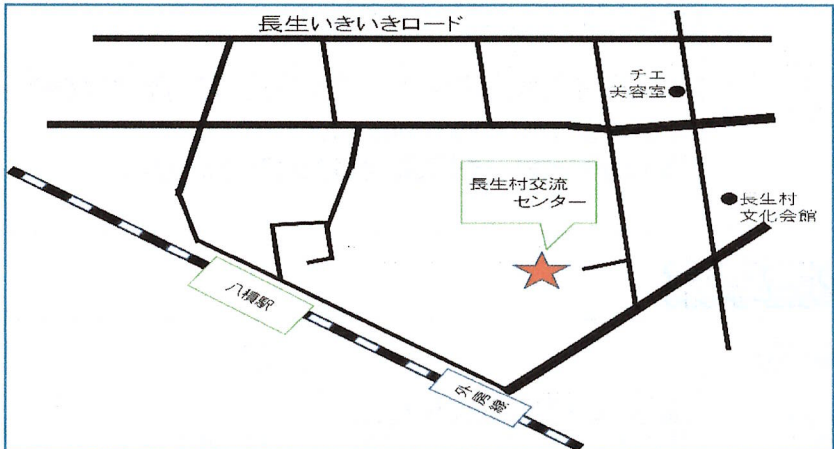 長生いきいきロード
チエ
美容室
長生村交流
センター
長生村
文化会館
八積駅
外房線